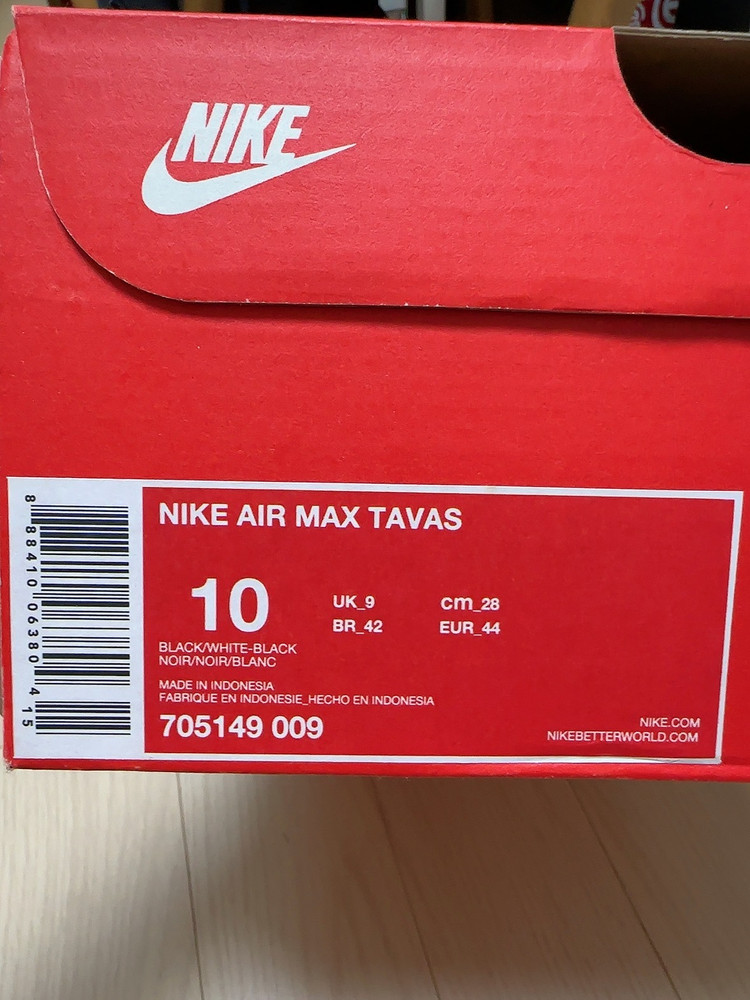 NIKE
NIKE AIR MAX TAVAS
10
UK_9
cm_28
BR_42
EUR_44
BLACK/WHITE-BLACK
NOIR/NOIR/BLANC
MADE IN INDONESIA
FABRIQUE EN INDONESIE_HECHO EN INDONESIA
705149 009
NIKE.COM
NIKEBETTERWORLD.COM
8 88410 06380 4 15